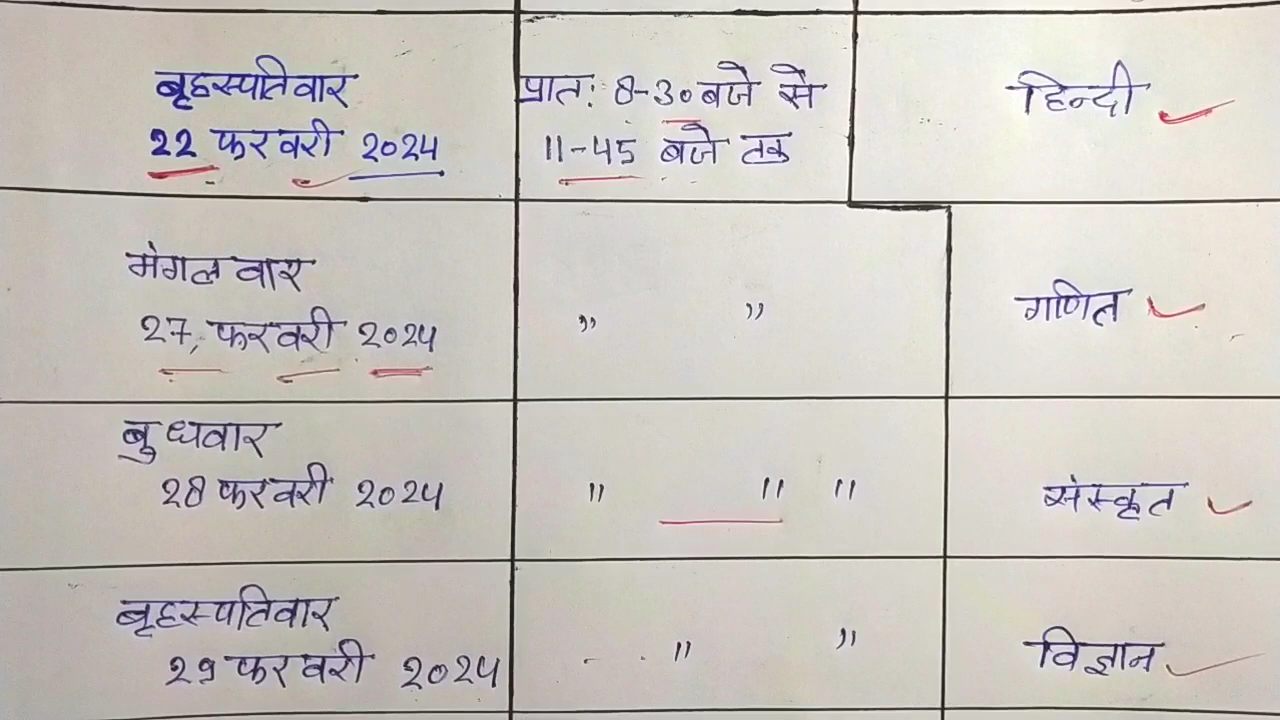 बृहस्पतिवार
22 फरवरी 2024
प्रात: 8-30 बजे से
11-45 बजे तक
हिन्दी
मंगलवार
27, फरवरी 2024
" "
गणित
बुधवार
28 फरवरी 2024
" " "
संस्कृत
बृहस्पतिवार
29 फरवरी 2024
" "
विज्ञान